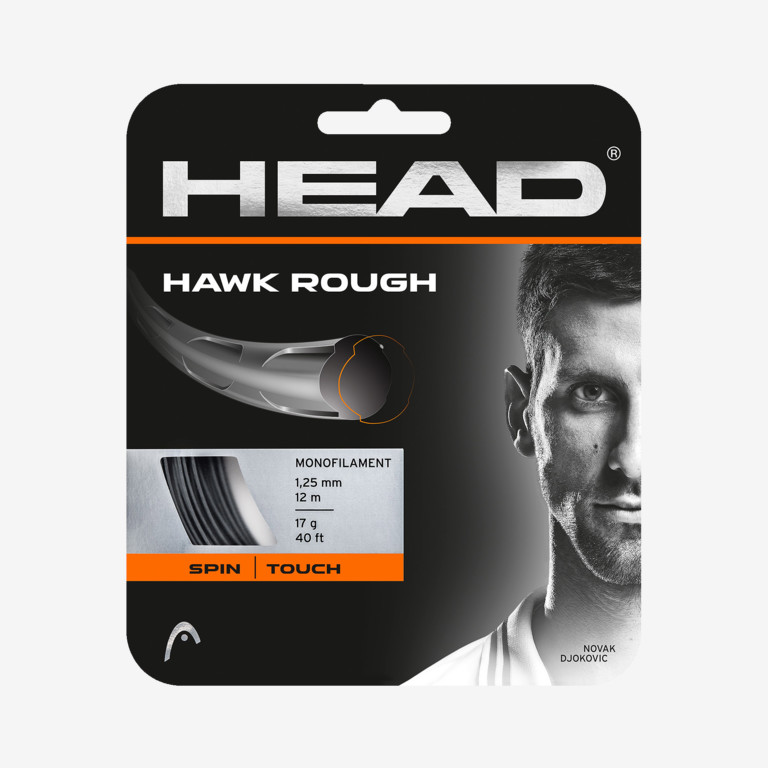 HEAD®
HAWK ROUGH
MONOFILAMENT
1,25 mm
12 m
17 g
40 ft
SPIN | TOUCH
NOVAK
DJOKOVIC